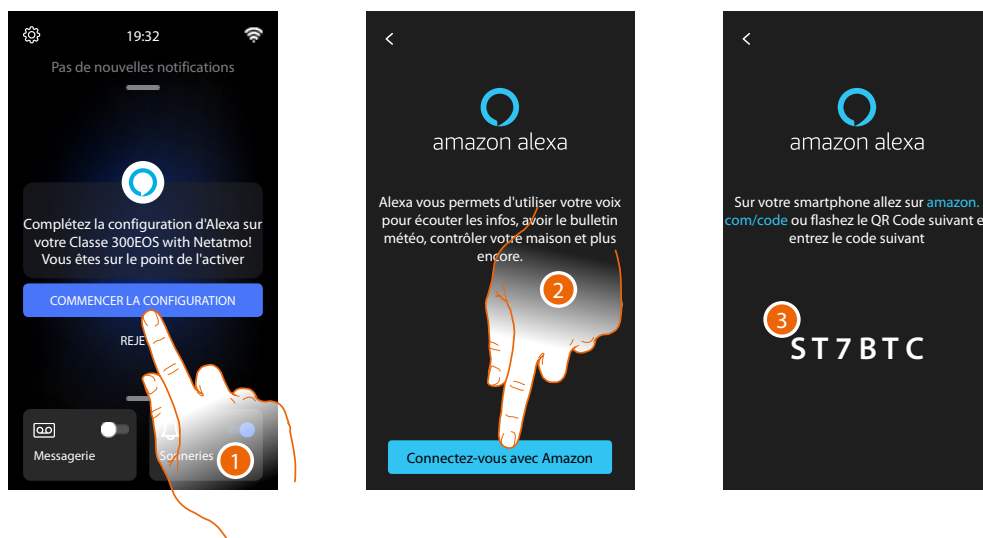 19:32
Pas de nouvelles notifications
Complétez la configuration d'Alexa sur
votre Classe 300EOS with Netatmo!
Vous êtes sur le point de l'activer
COMMENCER LA CONFIGURATION
REJE
Messagerie
Sonneries
1
amazon alexa
Alexa vous permets d'utiliser votre voix
pour écouter les infos, avoir le bulletin
météo, contrôler votre maison et plus
encore.
2
Connectez-vous avec Amazon
amazon alexa
Sur votre smartphone allez sur amazon.
com/code ou flashez le QR Code suivant e
entrez le code suivant
3
ST7BTC